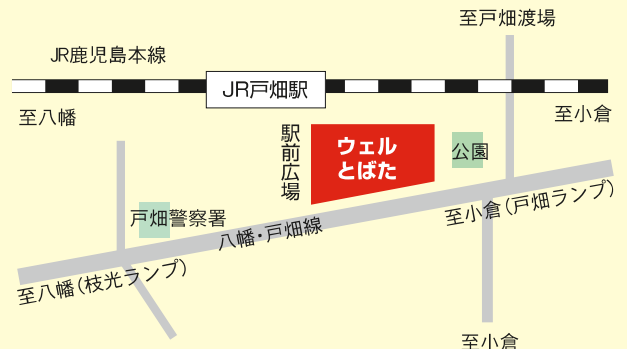 至戸畑渡場
JR鹿児島本線
JR戸畑駅
至八幡
至小倉
駅前広場
ウェル
とばた
公園
戸畑警察署
八幡・戸畑線
至小倉(戸畑ランプ)
至八幡(枝光ランプ)
至小倉